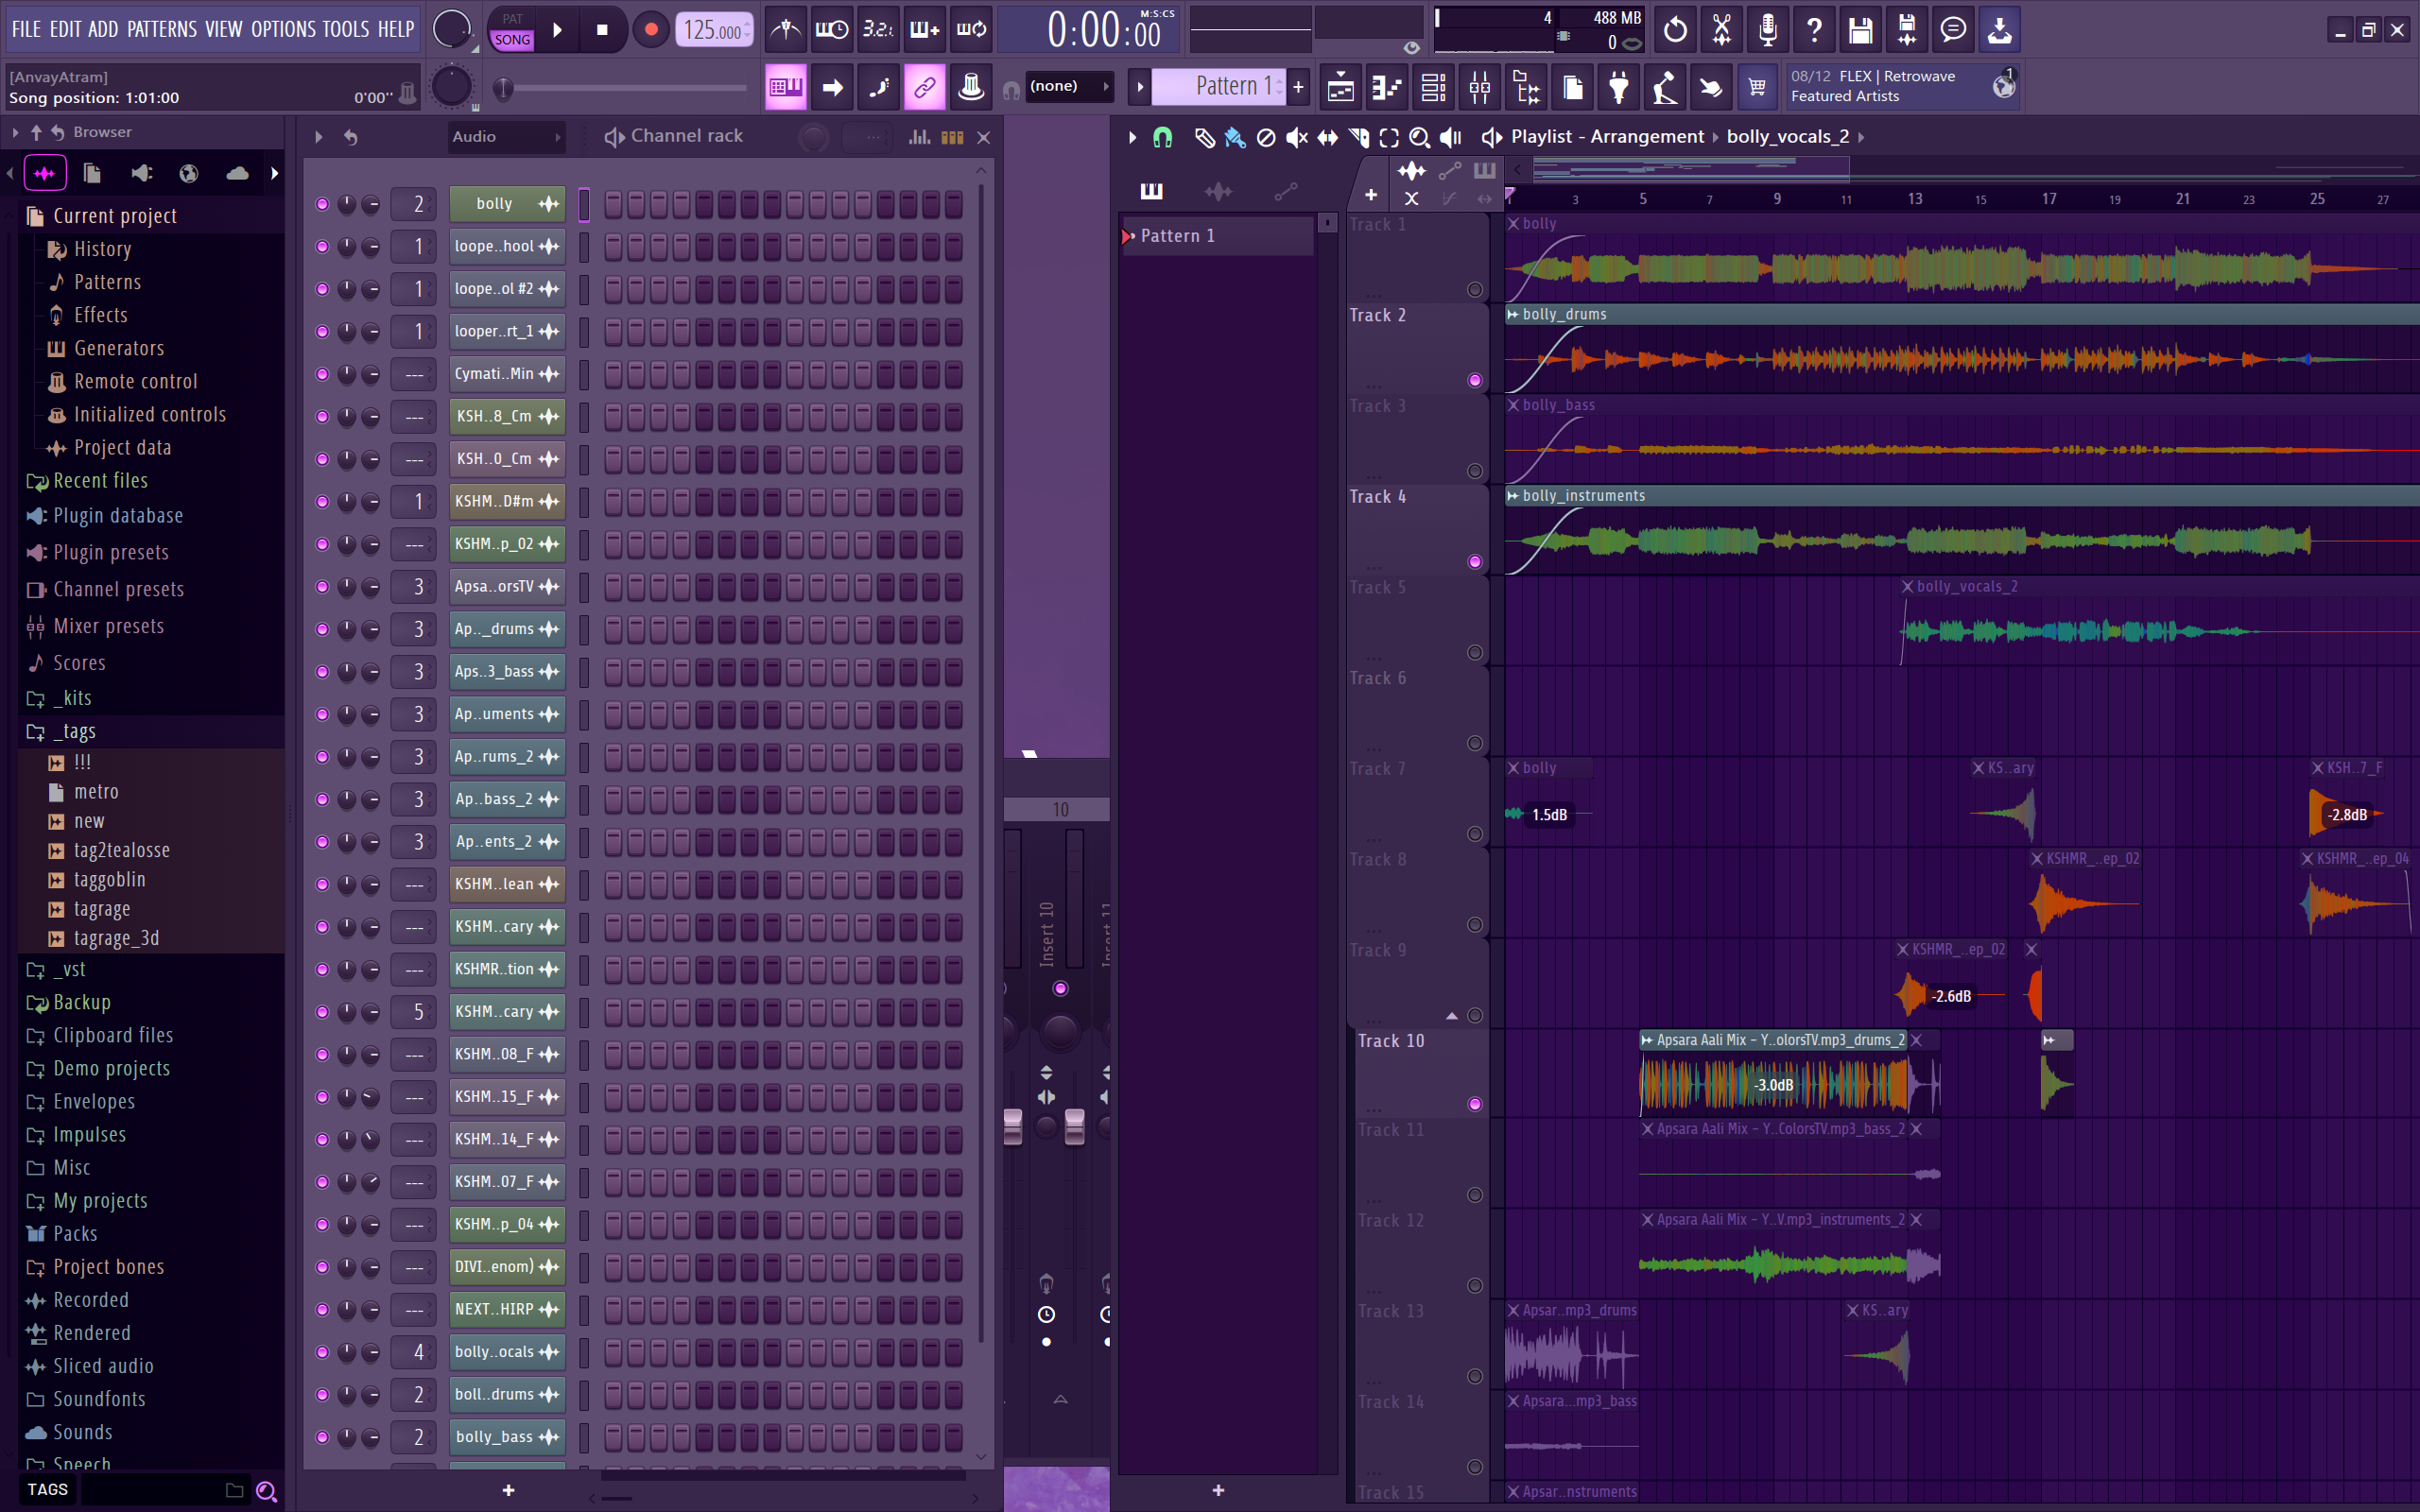 FILE EDIT ADD PATTERNS VIEW OPTIONS TOOLS HELP
PAT
SONG
125.000
3.2.
0:00:00
M:S:CS
4
488 MB
0
[AnvayAtram]
Song position: 1:01:00
0'00"
(none)
Pattern 1
08/12 FLEX | Retrowave
Featured Artists
1
Browser
Current project
History
Patterns
Effects
Generators
Remote control
Initialized controls
Project data
Recent files
Plugin database
Plugin presets
Channel presets
Mixer presets
Scores
_kits
_tags
!!!
metro
new
tag2tealosse
taggoblin
tagrage
tagrage_3d
_vst
Backup
Clipboard files
Demo projects
Envelopes
Impulses
Misc
My projects
Packs
Project bones
Recorded
Rendered
Sliced audio
Soundfonts
Sounds
Speech
TAGS
Audio
Channel rack
2 bolly
1 loope..hool
1 loope..ol #2
1 looper..rt_1
--- Cymati..Min
--- KSH..8_Cm
--- KSH..0_Cm
1 KSHM..D#m
--- KSHM..p_02
3 Apsa..orsTV
3 Ap.._drums
3 Aps..3_bass
3 Ap..uments
3 Ap..rums_2
3 Ap..bass_2
3 Ap..ents_2
--- KSHM..lean
--- KSHM..cary
--- KSHMR..tion
5 KSHM..cary
--- KSHM..08_F
--- KSHM..15_F
--- KSHM..14_F
--- KSHM..07_F
--- KSHM..p_04
--- DIVI..enom)
--- NEXT..HIRP
4 bolly..ocals
2 boll..drums
2 bolly_bass
10
Insert 10
Playlist - Arrangement
bolly_vocals_2
Pattern 1
3 5 7 9 11 13 15 17 19 21 23 25 27
Track 1
bolly
Track 2
bolly_drums
Track 3
bolly_bass
Track 4
bolly_instruments
Track 5
bolly_vocals_2
Track 6
Track 7
bolly
1.5dB
KS..ary
KSH..7_F
-2.8dB
Track 8
KSHMR_..ep_02
KSHMR_..ep_04
Track 9
KSHMR_..ep_02
-2.6dB
Track 10
Apsara Aali Mix - Y..olorsTV.mp3_drums_2
-3.0dB
Track 11
Apsara Aali Mix - Y..ColorsTV.mp3_bass_2
Track 12
Apsara Aali Mix - Y..V.mp3_instruments_2
Track 13
Apsar..mp3_drums
KS..ary
Track 14
Apsara...mp3_bass
Track 15
Apsar..nstruments